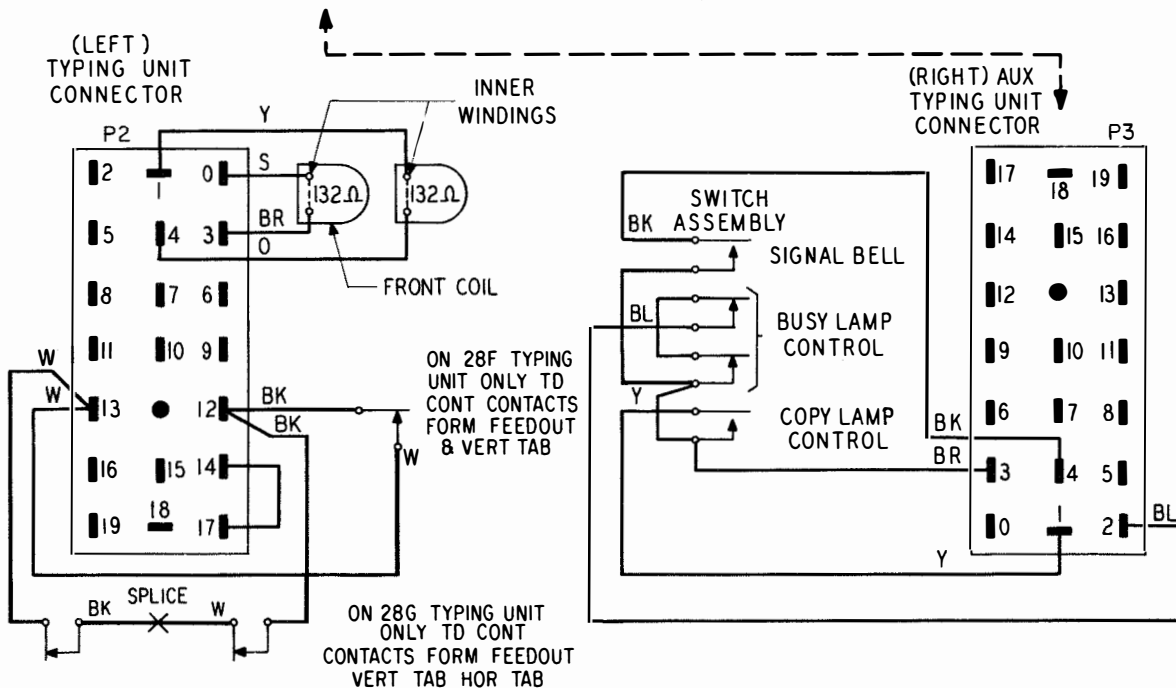 (LEFT)
TYPING UNIT
CONNECTOR
P2
Y
INNER
WINDINGS
2
1
0
S
132Ω
132Ω
5
4
3
BR
O
FRONT COIL
8
7
6
11
10
9
W
W
13
12
BK
BK
ON 28F TYPING
UNIT ONLY TD
CONT CONTACTS
FORM FEEDOUT
& VERT TAB
W
16
15
14
19
18
17
BK
SPLICE
W
ON 28G TYPING UNIT
ONLY TD CONT
CONTACTS FORM FEEDOUT
VERT TAB HOR TAB
SWITCH
ASSEMBLY
BK
SIGNAL BELL
BL
BUSY LAMP
CONTROL
Y
COPY LAMP
CONTROL
(RIGHT) AUX
TYPING UNIT
CONNECTOR
P3
17
18
19
14
15
16
12
13
9
10
11
6
7
8
BK
BR
3
4
5
0
1
2
BL
Y